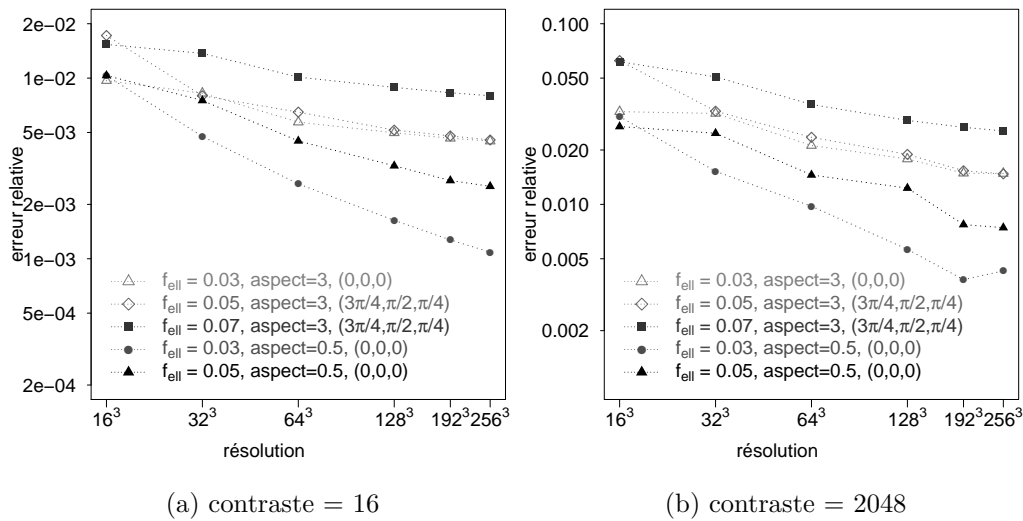 2e−02
1e−02
5e−03
2e−03
1e−03
5e−04
2e−04
erreur relative
f_ell = 0.03, aspect=3, (0,0,0)
f_ell = 0.05, aspect=3, (3π/4,π/2,π/4)
f_ell = 0.07, aspect=3, (3π/4,π/2,π/4)
f_ell = 0.03, aspect=0.5, (0,0,0)
f_ell = 0.05, aspect=0.5, (0,0,0)
16³ 32³ 64³ 128³ 192³ 256³
résolution
(a) contraste = 16
0.100
0.050
0.020
0.010
0.005
0.002
erreur relative
f_ell = 0.03, aspect=3, (0,0,0)
f_ell = 0.05, aspect=3, (3π/4,π/2,π/4)
f_ell = 0.07, aspect=3, (3π/4,π/2,π/4)
f_ell = 0.03, aspect=0.5, (0,0,0)
f_ell = 0.05, aspect=0.5, (0,0,0)
16³ 32³ 64³ 128³ 192³ 256³
résolution
(b) contraste = 2048